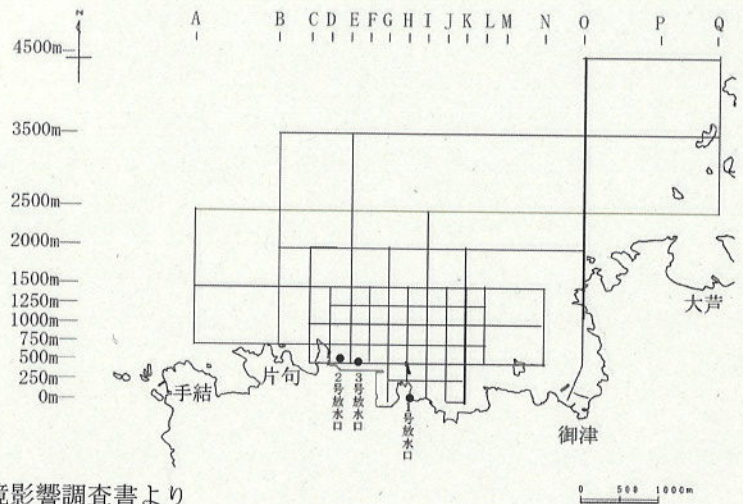 A B C D E F G H I J K L M N O P Q
N
4500m
3500m
2500m
2000m
1500m
1250m
1000m
750m
500m
250m
0m
手結
片句
2号放水口
3号放水口
1号放水口
御津
大芦
境影響調査書より
0 500 1000m